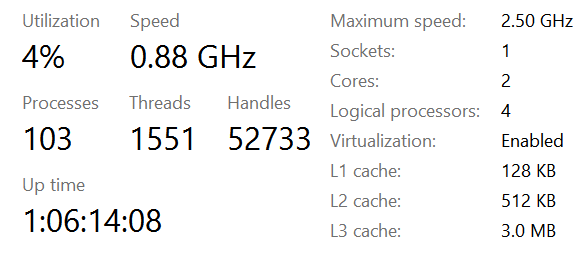 Utilization Speed
4% 0.88 GHz
Processes Threads Handles
103 1551 52733
Up time
1:06:14:08
Maximum speed: 2.50 GHz
Sockets: 1
Cores: 2
Logical processors: 4
Virtualization: Enabled
L1 cache: 128 KB
L2 cache: 512 KB
L3 cache: 3.0 MB